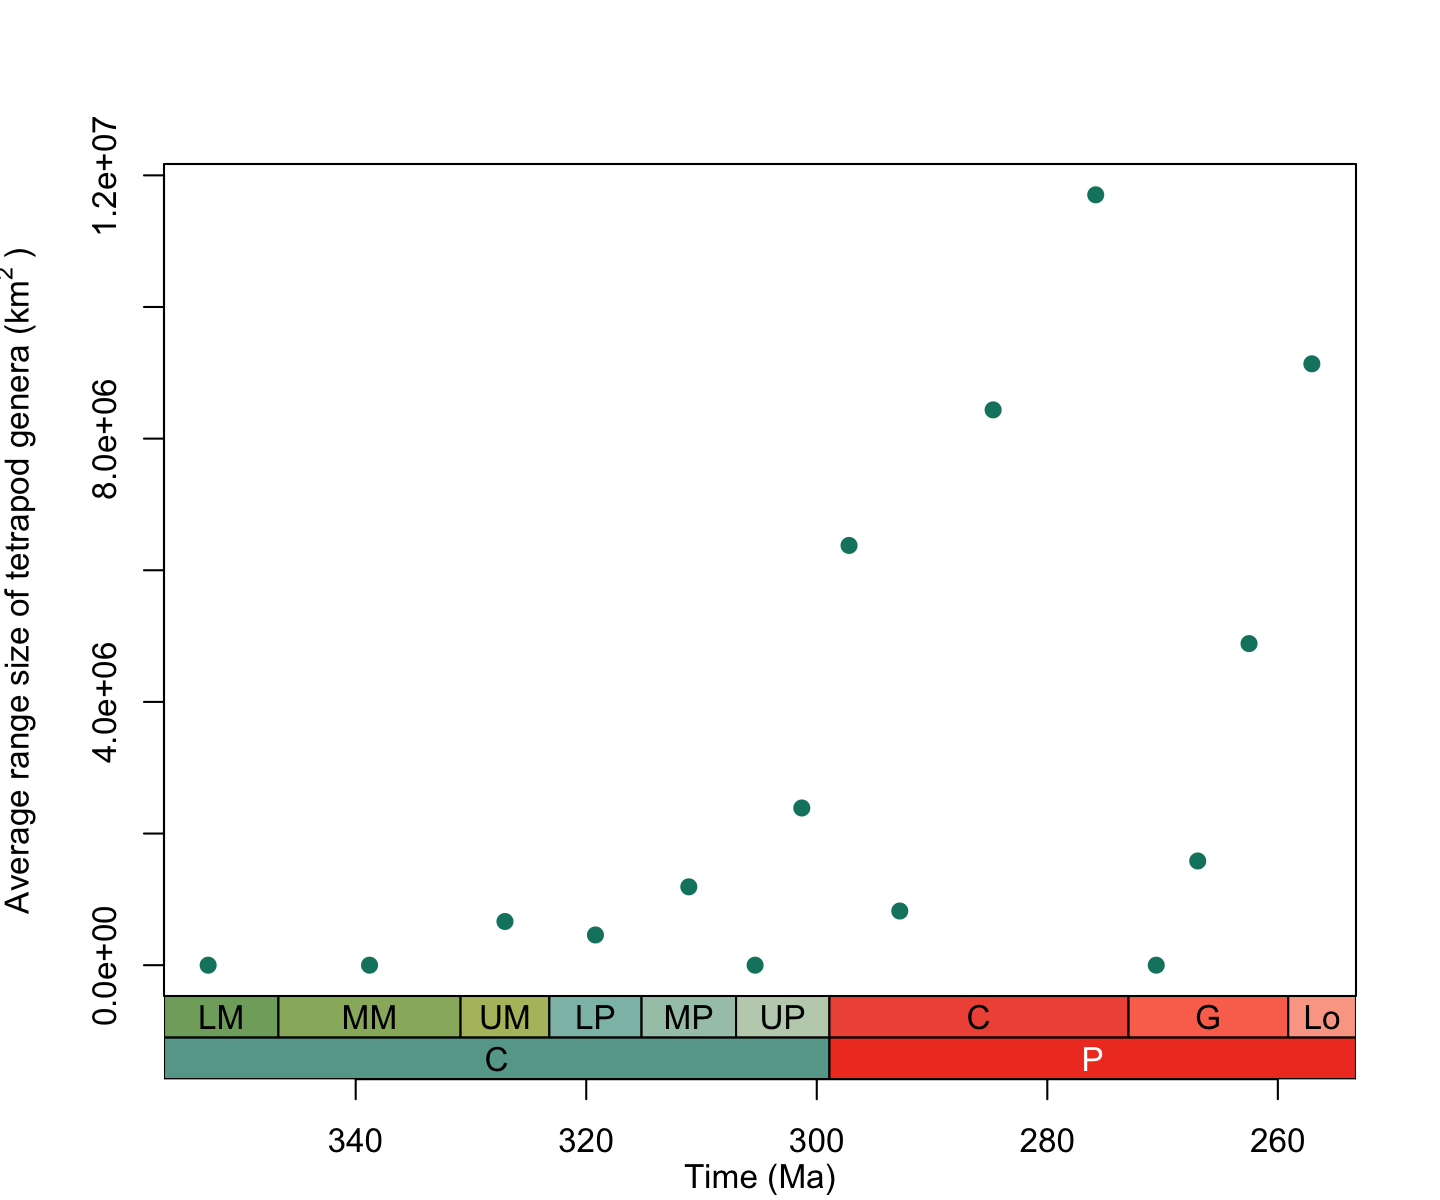 Average range size of tetrapod genera (km2 )
1.2e+07
8.0e+06
4.0e+06
0.0e+00
LM MM UM LP MP UP C G Lo
C P
340 320 300 280 260
Time (Ma)